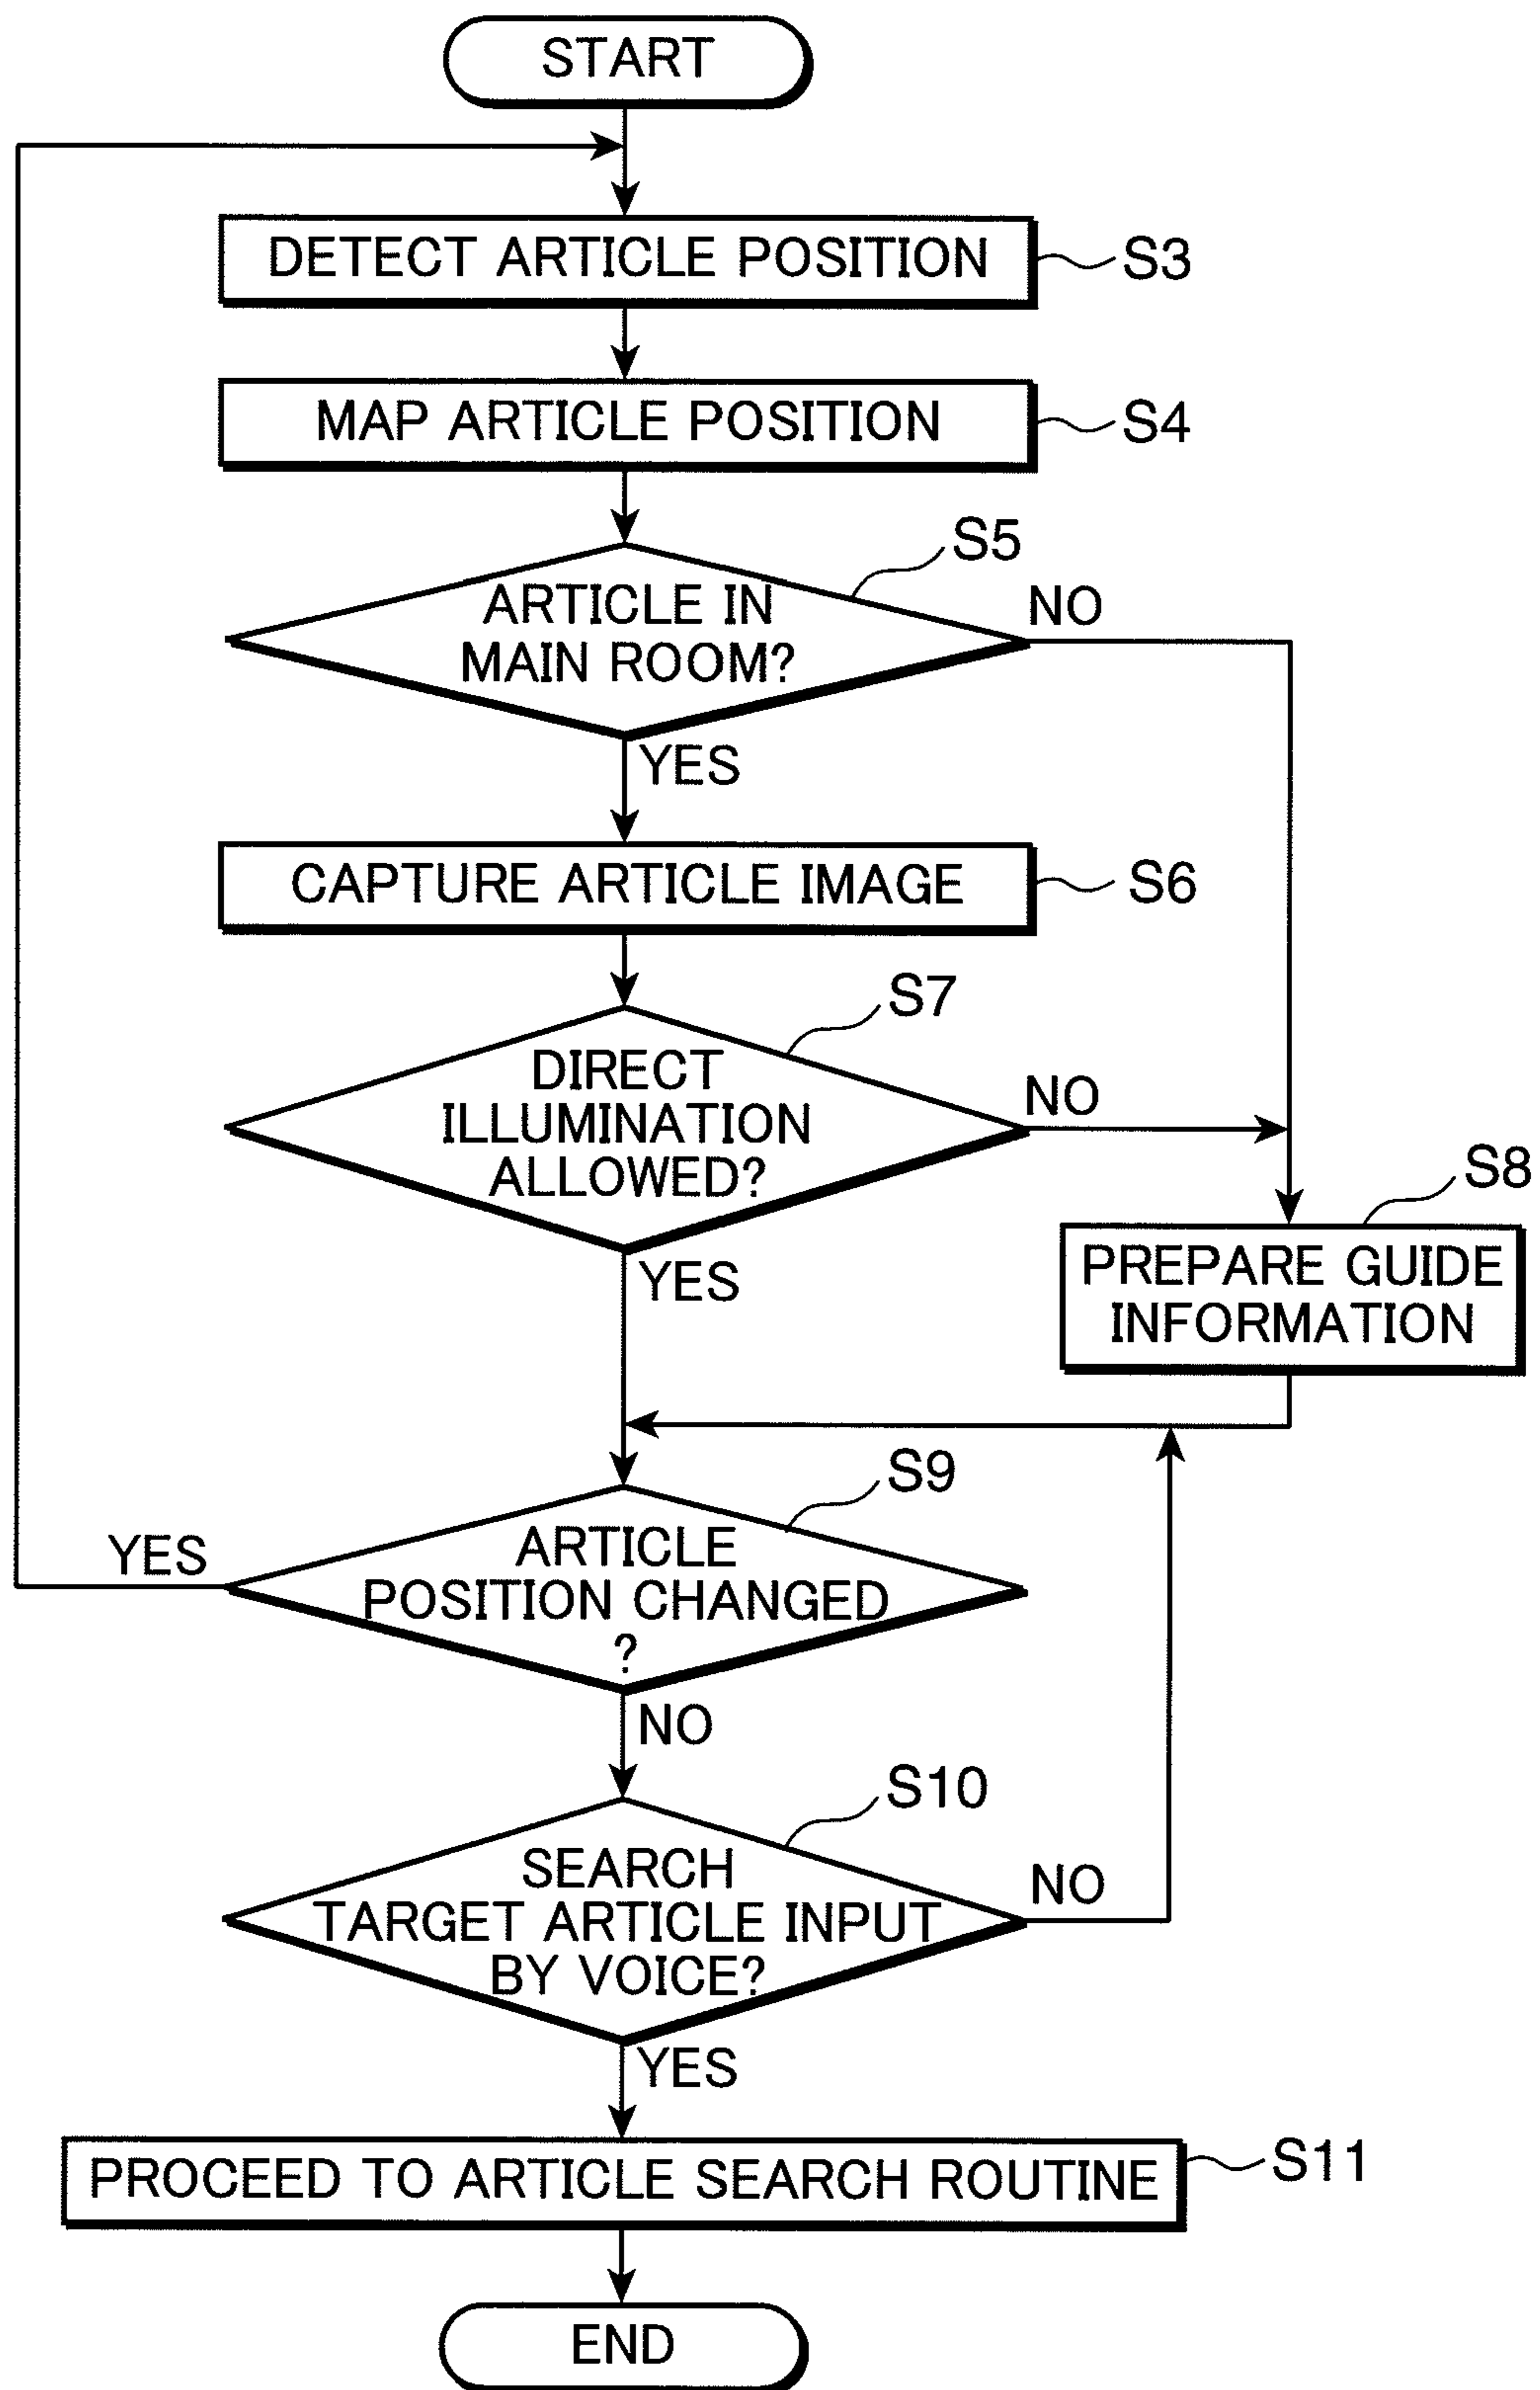 START
DETECT ARTICLE POSITION
S3
MAP ARTICLE POSITION
S4
S5
ARTICLE IN
MAIN ROOM?
NO
YES
CAPTURE ARTICLE IMAGE
S6
S7
DIRECT
ILLUMINATION
ALLOWED?
NO
YES
S8
PREPARE GUIDE
INFORMATION
S9
ARTICLE
POSITION CHANGED
?
YES
NO
S10
SEARCH
TARGET ARTICLE INPUT
BY VOICE?
NO
YES
PROCEED TO ARTICLE SEARCH ROUTINE
S11
END